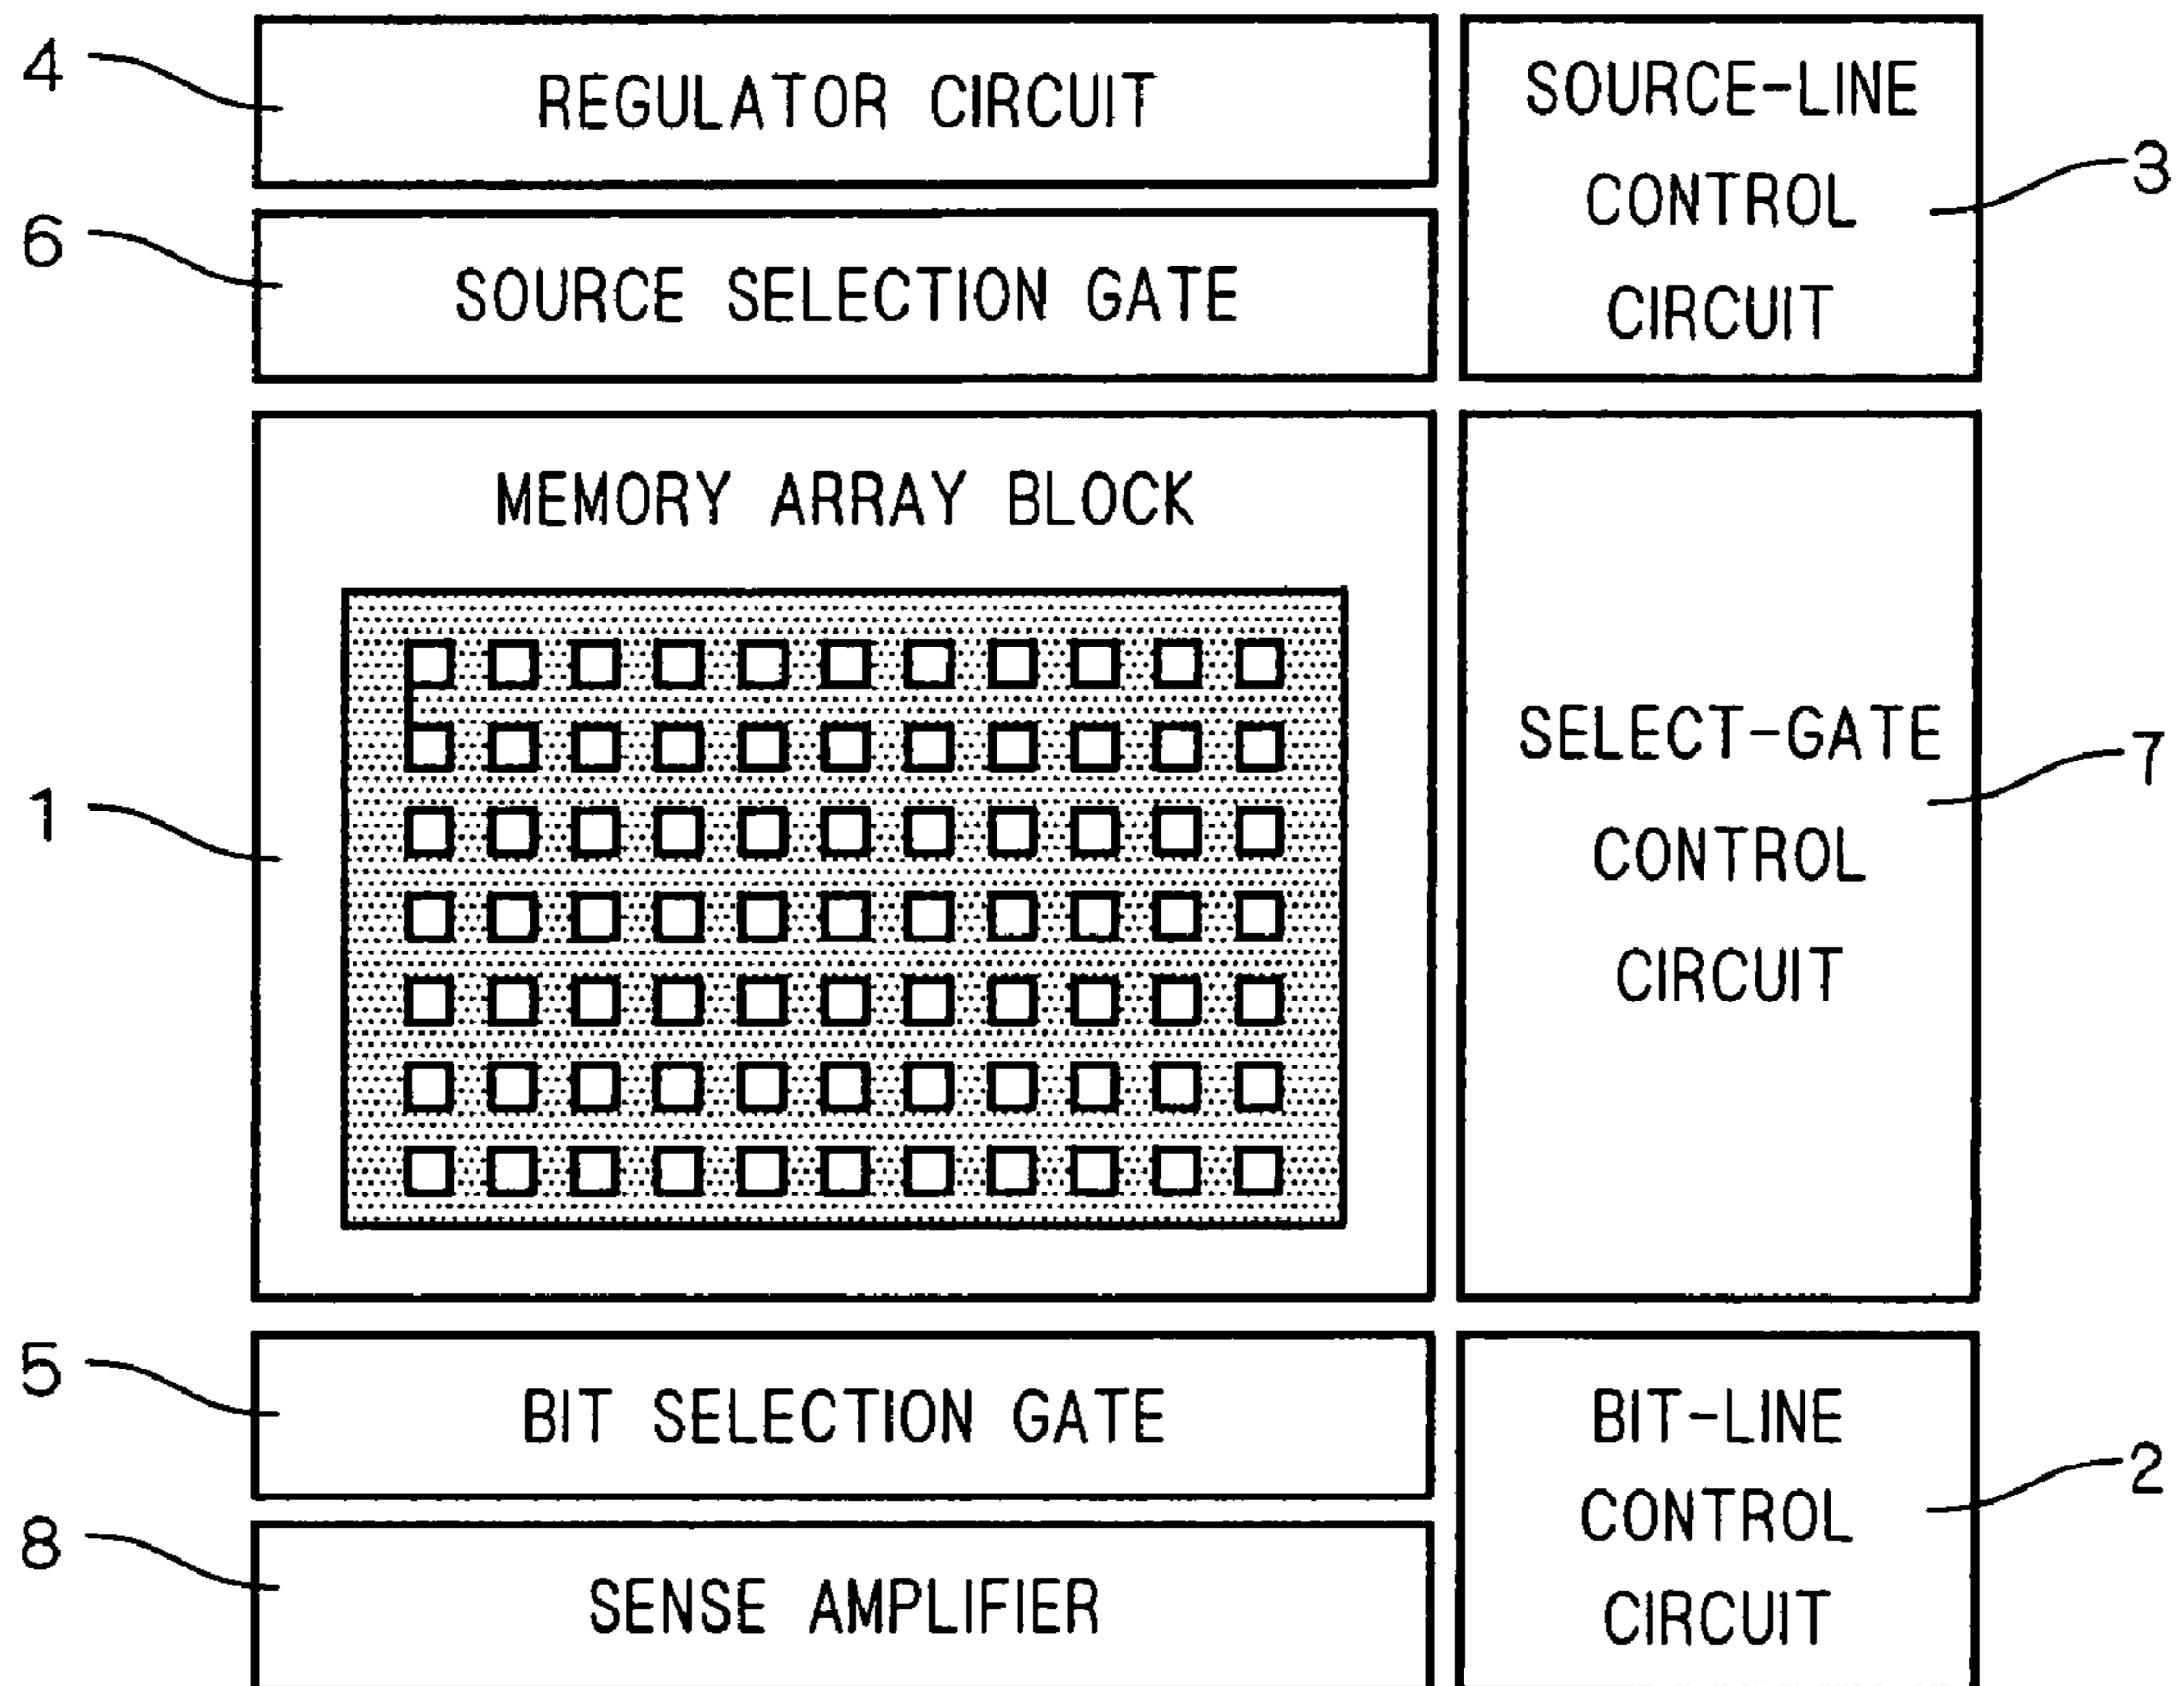 4
REGULATOR CIRCUIT
SOURCE-LINE
CONTROL
CIRCUIT
3
6
SOURCE SELECTION GATE
MEMORY ARRAY BLOCK
1
SELECT-GATE
CONTROL
CIRCUIT
7
5
BIT SELECTION GATE
BIT-LINE
CONTROL
CIRCUIT
2
8
SENSE AMPLIFIER